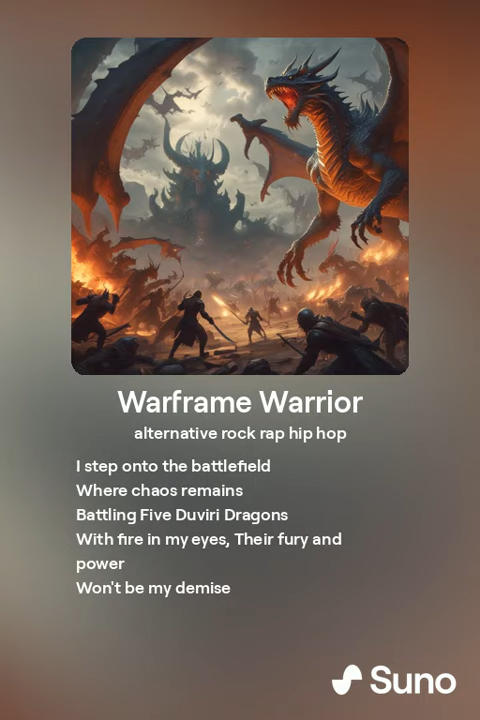 Warframe Warrior
alternative rock rap hip hop
I step onto the battlefield
Where chaos remains
Battling Five Duviri Dragons
With fire in my eyes, Their fury and
power
Won't be my demise
Suno